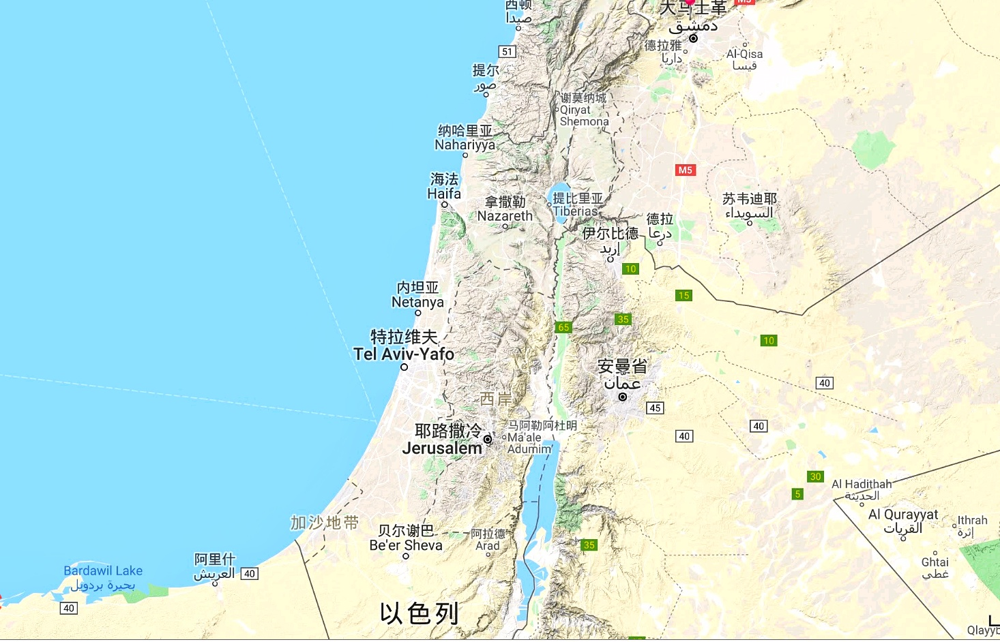 西顿
صيدا
大马士革
دمشق
M5
德拉雅
داريا
Al-Qisa
قيسا
51
提尔
صور
谢莫纳城
Qiryat
Shemona
纳哈里亚
Nahariyya
M5
海法
Haifa
拿撒勒
Nazareth
提比里亚
Tiberias
苏韦迪耶
السويداء
德拉
درعا
伊尔比德
إربد
10
15
内坦亚
Netanya
35
65
10
特拉维夫
Tel Aviv-Yafo
安曼省
عمّان
40
45
西岸
40
40
耶路撒冷
Jerusalem
马阿勒阿杜明
Ma'ale
Adumim
30
5
Al Hadithah
الحديثة
Al Qurayyat
القريات
Ithrah
إثرة
加沙地带
贝尔谢巴
Be'er Sheva
阿拉德
Arad
35
阿里什
العريش
40
Bardawil Lake
بحيرة بردويل
40
Ghtai
غطي
以色列